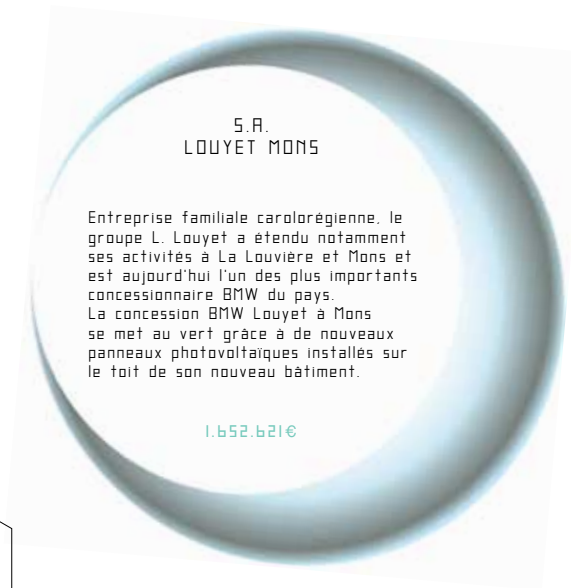 S.A.
LOUYET MONS
Entreprise familiale carolorégienne, le
groupe L. Louyet a étendu notamment
ses activités à La Louvière et Mons et
est aujourd'hui l'un des plus importants
concessionnaire BMW du pays.
La concession BMW Louyet à Mons
se met au vert grâce à de nouveaux
panneaux photovoltaïques installés sur
le toit de son nouveau bâtiment.
1.652.621€